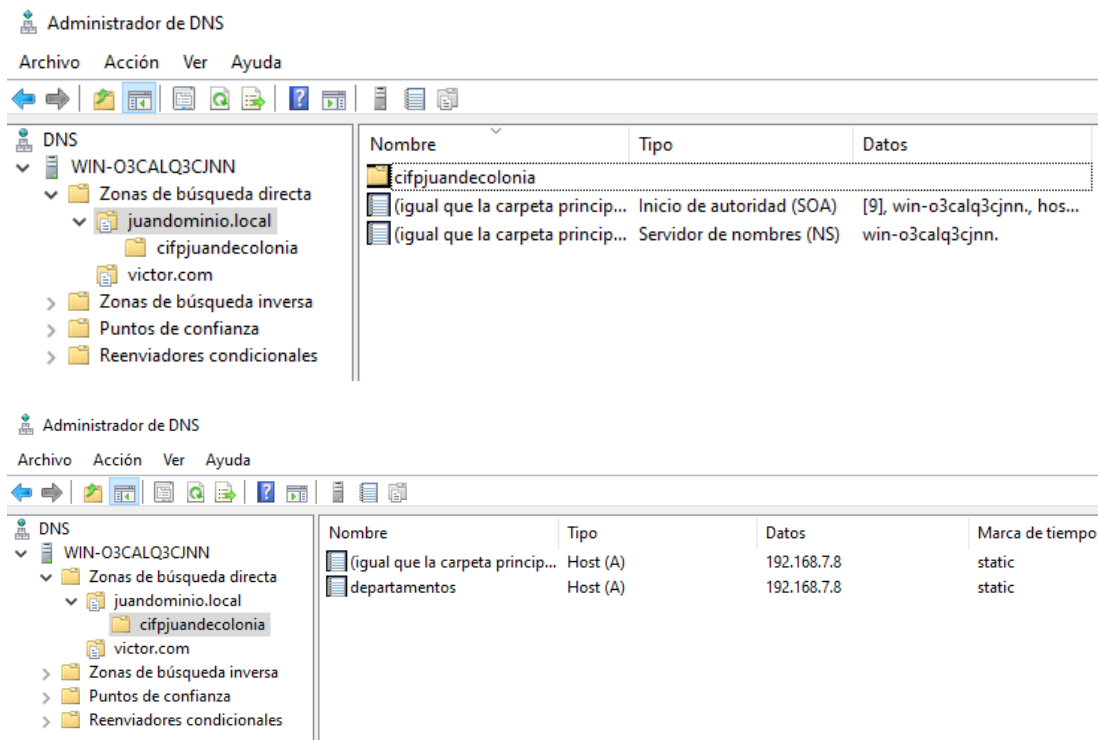 Administrador de DNS
Archivo Acción Ver Ayuda
DNS
WIN-O3CALQ3CJNN
Zonas de búsqueda directa
juandominio.local
cifpjuandecolonia
victor.com
Zonas de búsqueda inversa
Puntos de confianza
Reenviadores condicionales
Nombre Tipo Datos
cifpjuandecolonia
(igual que la carpeta princip... Inicio de autoridad (SOA) [9], win-o3calq3cjnn., hos...
(igual que la carpeta princip... Servidor de nombres (NS) win-o3calq3cjnn.
Administrador de DNS
Archivo Acción Ver Ayuda
DNS
WIN-O3CALQ3CJNN
Zonas de búsqueda directa
juandominio.local
cifpjuandecolonia
victor.com
Zonas de búsqueda inversa
Puntos de confianza
Reenviadores condicionales
Nombre Tipo Datos Marca de tiempo
(igual que la carpeta princip... Host (A) 192.168.7.8 static
departamentos Host (A) 192.168.7.8 static